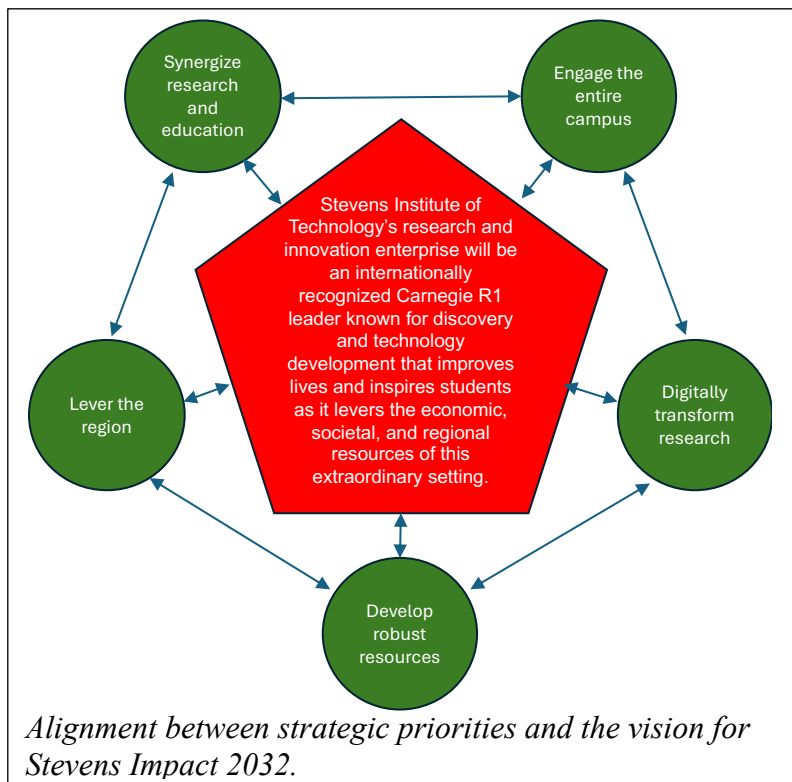 Synergize
research
and
education
Engage the
entire
campus
Stevens Institute of
Technology’s research and
innovation enterprise will be
an internationally
recognized Carnegie R1
leader known for discovery
and technology
development that improves
lives and inspires students
as it levers the economic,
societal, and regional
resources of this
extraordinary setting.
Lever the
region
Digitally
transform
research
Develop
robust
resources
Alignment between strategic priorities and the vision for
Stevens Impact 2032.